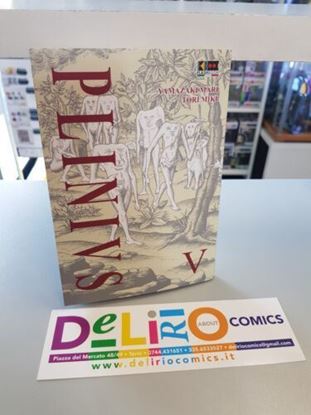 YAMAZAKI MARI
TORI MIKI
PLINIVS
V
DeLiRiO
ABOUT
COMICS
Piazza del Mercato 48/49 • Terni • 0744.431651 • 335.6533527 • deliriocomics@gmail.com
www.deliriocomics.it